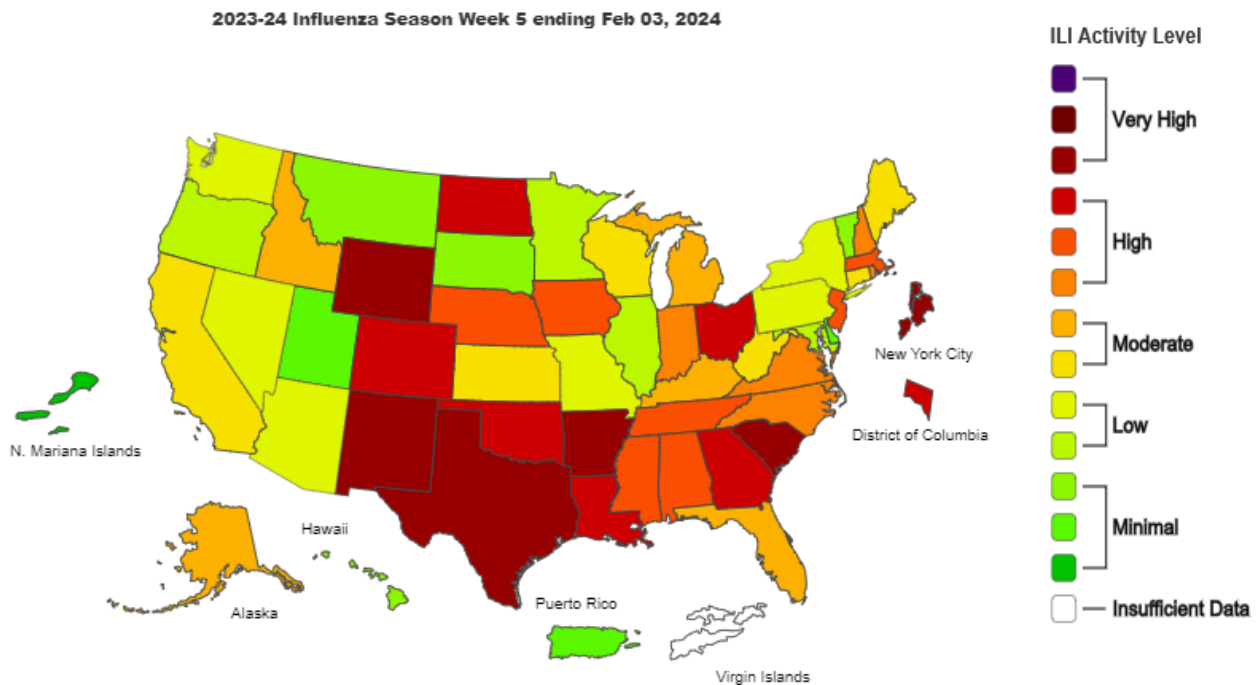 2023-24 Influenza Season Week 5 ending Feb 03, 2024
ILI Activity Level
Very High
High
Moderate
Low
Minimal
Insufficient Data
New York City
District of Columbia
N. Mariana Islands
Hawaii
Alaska
Puerto Rico
Virgin Islands